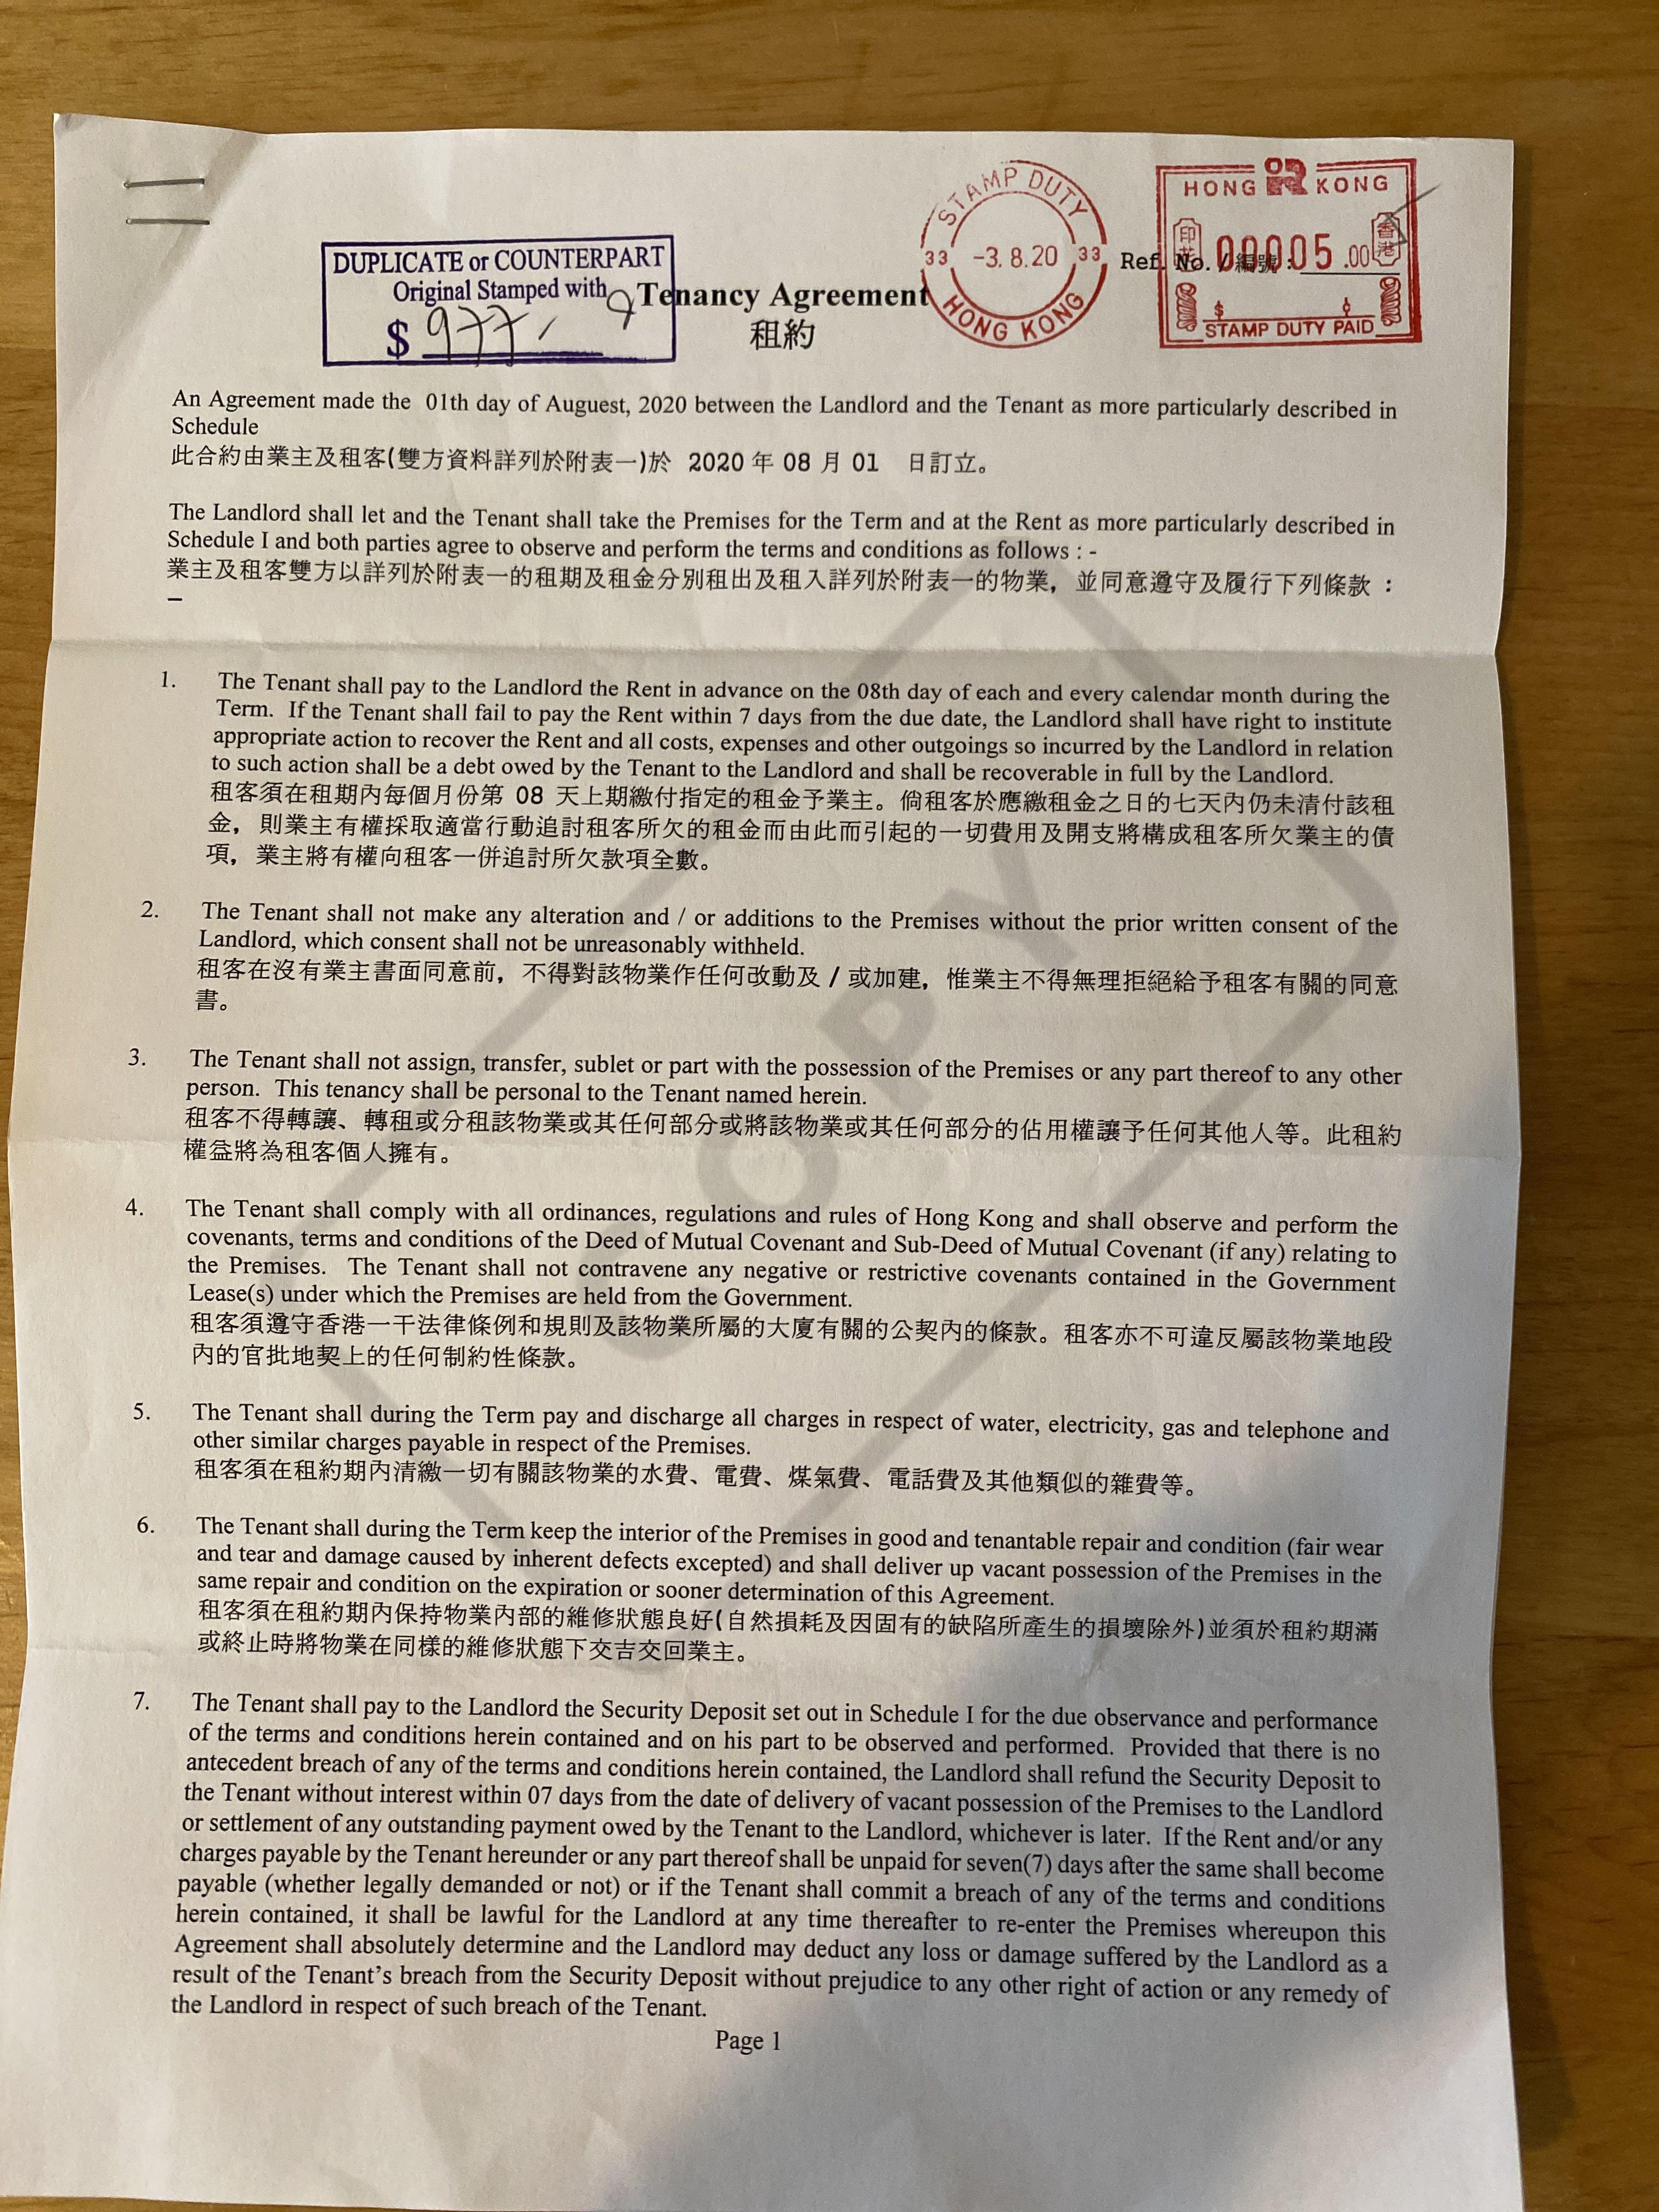 DUPLICATE or COUNTERPART
Original Stamped with
$ 977/
STAMP DUTY
33 -3.8.20 33
HONG KONG
HONG KONG
印花 00005.00 香港
$ ¢
STAMP DUTY PAID
Ref. No. / 編號 :
Tenancy Agreement
租約
An Agreement made the 01th day of Auguest, 2020 between the Landlord and the Tenant as more particularly described in
Schedule
此合約由業主及租客(雙方資料詳列於附表一)於 2020 年 08 月 01 日訂立。
The Landlord shall let and the Tenant shall take the Premises for the Term and at the Rent as more particularly described in
Schedule I and both parties agree to observe and perform the terms and conditions as follows : -
業主及租客雙方以詳列於附表一的租期及租金分別租出及租入詳列於附表一的物業，並同意遵守及履行下列條款 :
–
1. The Tenant shall pay to the Landlord the Rent in advance on the 08th day of each and every calendar month during the
Term. If the Tenant shall fail to pay the Rent within 7 days from the due date, the Landlord shall have right to institute
appropriate action to recover the Rent and all costs, expenses and other outgoings so incurred by the Landlord in relation
to such action shall be a debt owed by the Tenant to the Landlord and shall be recoverable in full by the Landlord.
租客須在租期內每個月份第 08 天上期繳付指定的租金予業主。倘租客於應繳租金之日的七天內仍未清付該租
金，則業主有權採取適當行動追討租客所欠的租金而由此而引起的一切費用及開支將構成租客所欠業主的債
項，業主將有權向租客一併追討所欠款項全數。
2. The Tenant shall not make any alteration and / or additions to the Premises without the prior written consent of the
Landlord, which consent shall not be unreasonably withheld.
租客在沒有業主書面同意前，不得對該物業作任何改動及 / 或加建，惟業主不得無理拒絕給予租客有關的同意
書。
3. The Tenant shall not assign, transfer, sublet or part with the possession of the Premises or any part thereof to any other
person. This tenancy shall be personal to the Tenant named herein.
租客不得轉讓、轉租或分租該物業或其任何部分或將該物業或其任何部分的佔用權讓予任何其他人等。此租約
權益將為租客個人擁有。
4. The Tenant shall comply with all ordinances, regulations and rules of Hong Kong and shall observe and perform the
covenants, terms and conditions of the Deed of Mutual Covenant and Sub-Deed of Mutual Covenant (if any) relating to
the Premises. The Tenant shall not contravene any negative or restrictive covenants contained in the Government
Lease(s) under which the Premises are held from the Government.
租客須遵守香港一干法律條例和規則及該物業所屬的大廈有關的公契內的條款。租客亦不可違反屬該物業地段
內的官批地契上的任何制約性條款。
5. The Tenant shall during the Term pay and discharge all charges in respect of water, electricity, gas and telephone and
other similar charges payable in respect of the Premises.
租客須在租約期內清繳一切有關該物業的水費、電費、煤氣費、電話費及其他類似的雜費等。
6. The Tenant shall during the Term keep the interior of the Premises in good and tenantable repair and condition (fair wear
and tear and damage caused by inherent defects excepted) and shall deliver up vacant possession of the Premises in the
same repair and condition on the expiration or sooner determination of this Agreement.
租客須在租約期內保持物業內部的維修狀態良好(自然損耗及因固有的缺陷所產生的損壞除外)並須於租約期滿
或終止時將物業在同樣的維修狀態下交吉交回業主。
7. The Tenant shall pay to the Landlord the Security Deposit set out in Schedule I for the due observance and performance
of the terms and conditions herein contained and on his part to be observed and performed. Provided that there is no
antecedent breach of any of the terms and conditions herein contained, the Landlord shall refund the Security Deposit to
the Tenant without interest within 07 days from the date of delivery of vacant possession of the Premises to the Landlord
or settlement of any outstanding payment owed by the Tenant to the Landlord, whichever is later. If the Rent and/or any
charges payable by the Tenant hereunder or any part thereof shall be unpaid for seven(7) days after the same shall become
payable (whether legally demanded or not) or if the Tenant shall commit a breach of any of the terms and conditions
herein contained, it shall be lawful for the Landlord at any time thereafter to re-enter the Premises whereupon this
Agreement shall absolutely determine and the Landlord may deduct any loss or damage suffered by the Landlord as a
result of the Tenant's breach from the Security Deposit without prejudice to any other right of action or any remedy of
the Landlord in respect of such breach of the Tenant.
Page 1
COPY